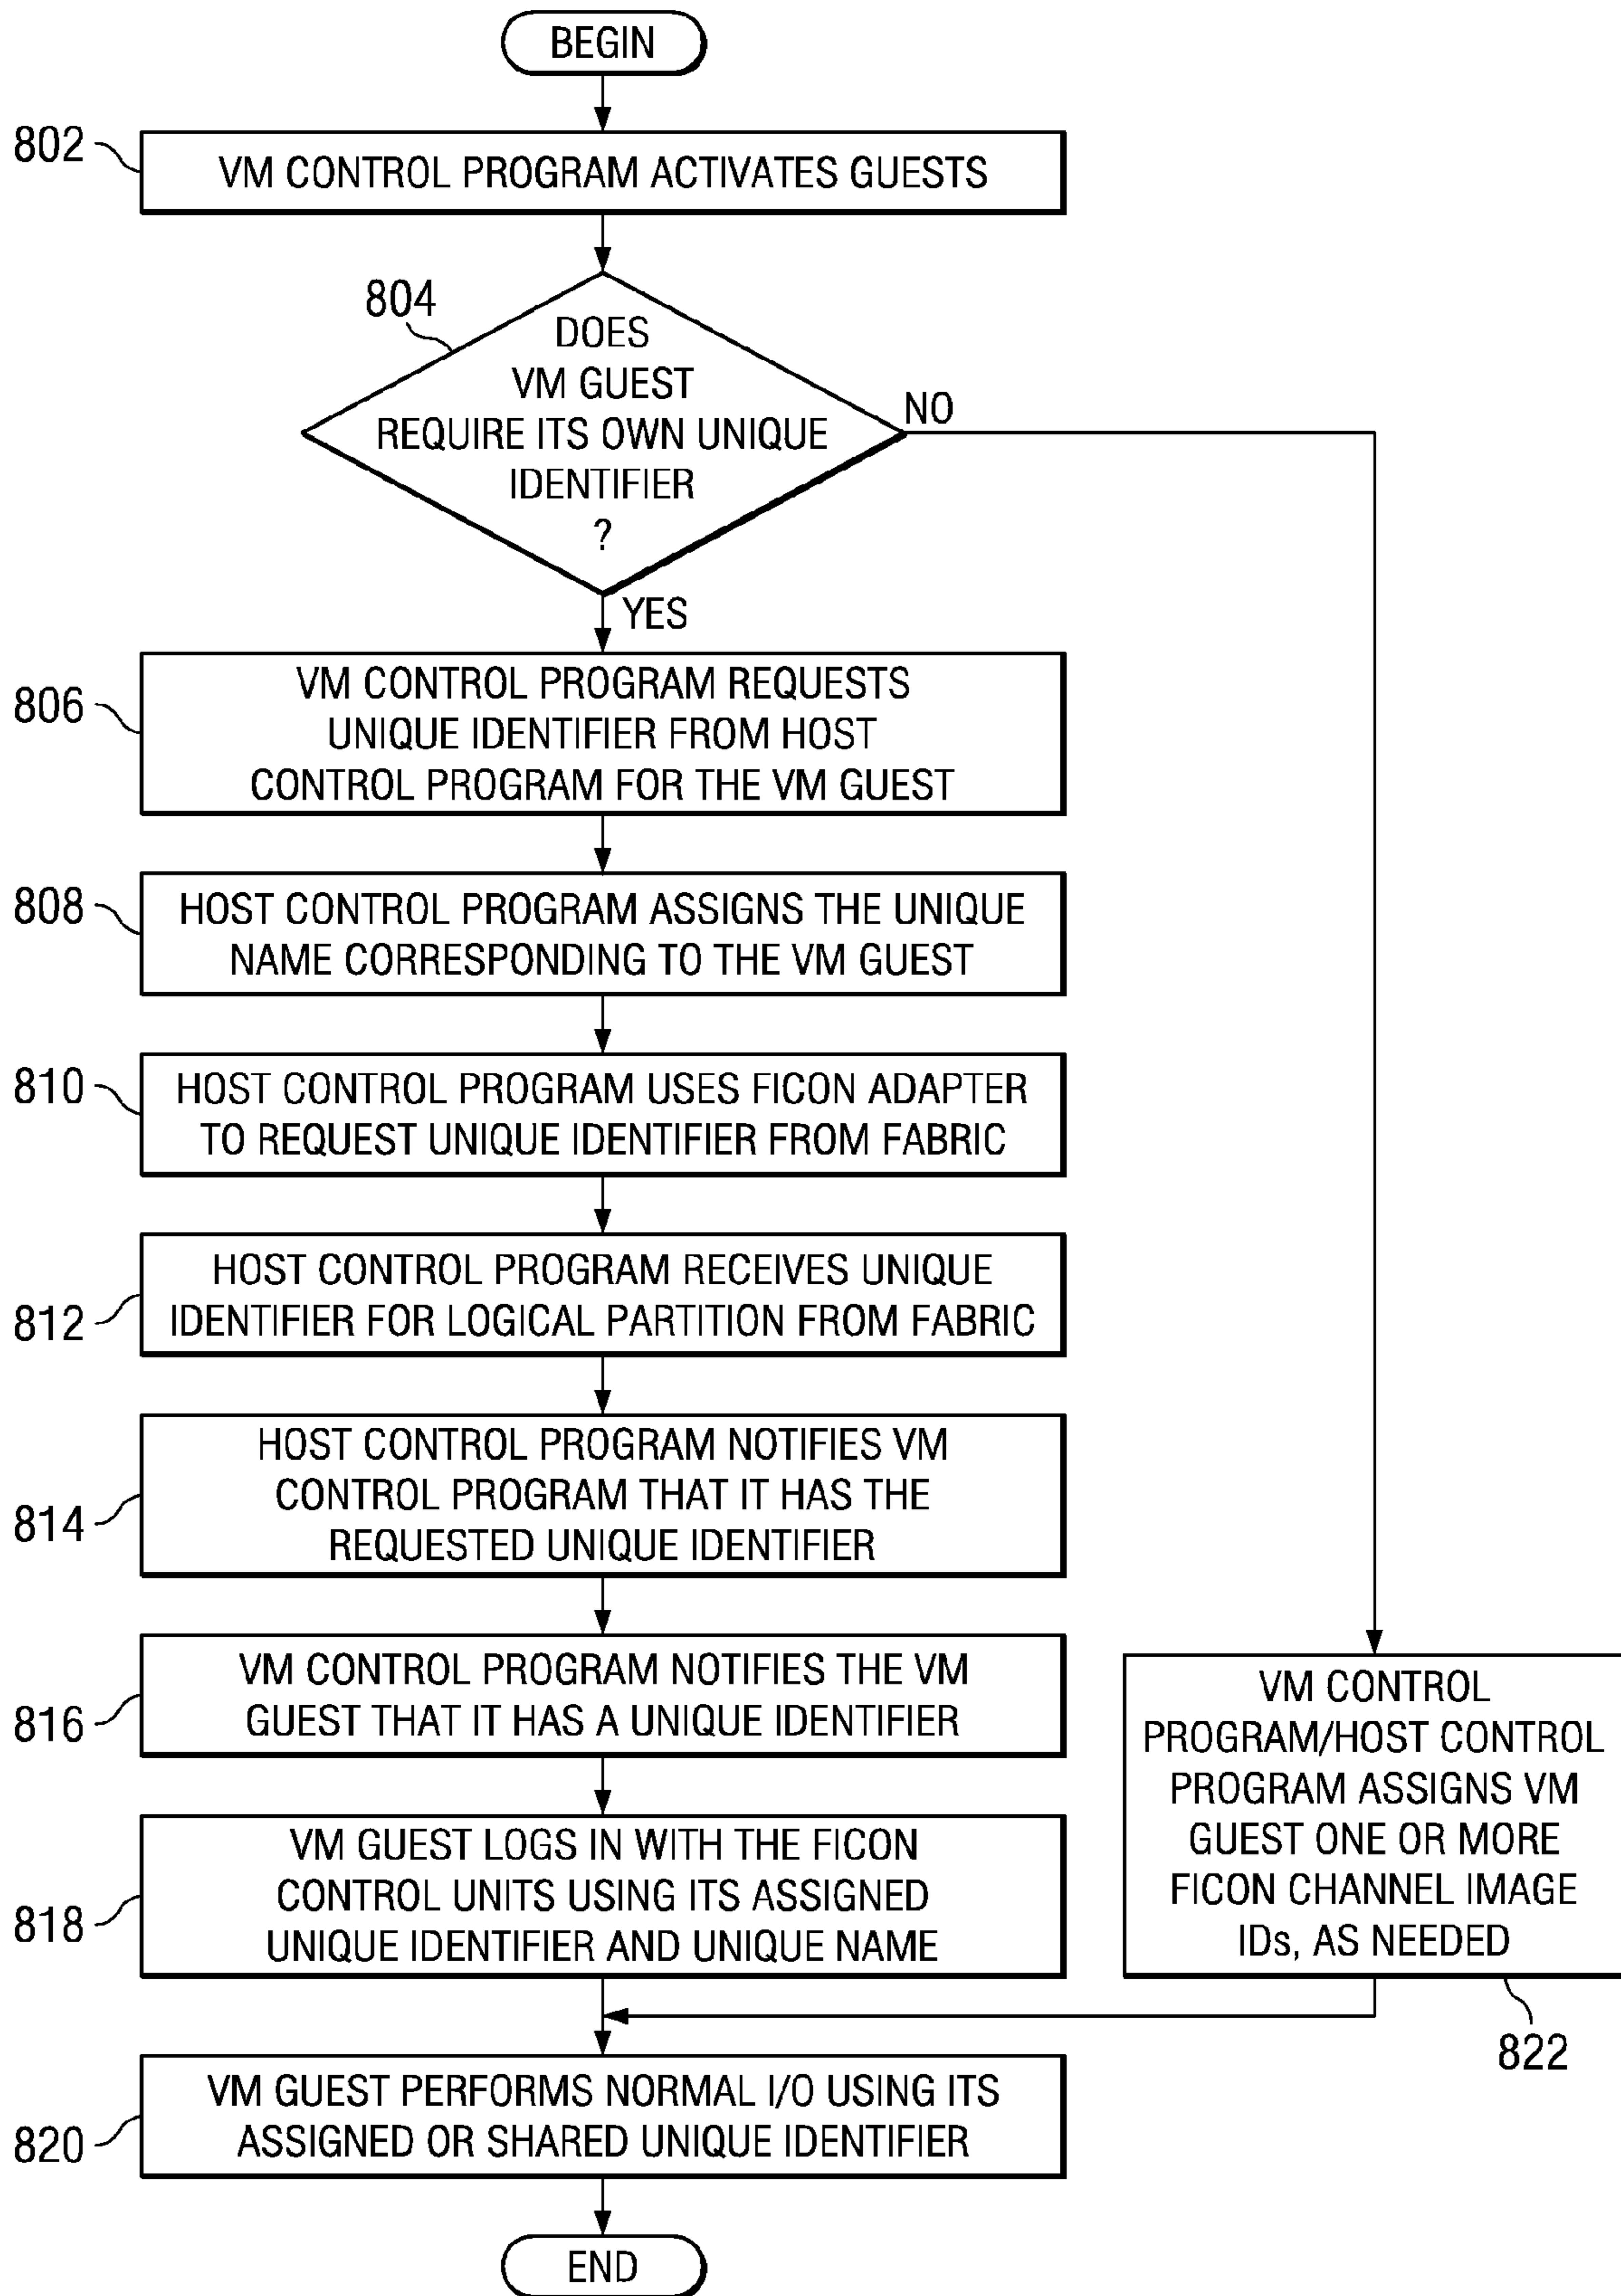 BEGIN
802
VM CONTROL PROGRAM ACTIVATES GUESTS
804
DOES
VM GUEST
REQUIRE ITS OWN UNIQUE
IDENTIFIER
?
NO
YES
806
VM CONTROL PROGRAM REQUESTS
UNIQUE IDENTIFIER FROM HOST
CONTROL PROGRAM FOR THE VM GUEST
808
HOST CONTROL PROGRAM ASSIGNS THE UNIQUE
NAME CORRESPONDING TO THE VM GUEST
810
HOST CONTROL PROGRAM USES FICON ADAPTER
TO REQUEST UNIQUE IDENTIFIER FROM FABRIC
812
HOST CONTROL PROGRAM RECEIVES UNIQUE
IDENTIFIER FOR LOGICAL PARTITION FROM FABRIC
814
HOST CONTROL PROGRAM NOTIFIES VM
CONTROL PROGRAM THAT IT HAS THE
REQUESTED UNIQUE IDENTIFIER
816
VM CONTROL PROGRAM NOTIFIES THE VM
GUEST THAT IT HAS A UNIQUE IDENTIFIER
818
VM GUEST LOGS IN WITH THE FICON
CONTROL UNITS USING ITS ASSIGNED
UNIQUE IDENTIFIER AND UNIQUE NAME
VM CONTROL
PROGRAM/HOST CONTROL
PROGRAM ASSIGNS VM
GUEST ONE OR MORE
FICON CHANNEL IMAGE
IDs, AS NEEDED
822
820
VM GUEST PERFORMS NORMAL I/O USING ITS
ASSIGNED OR SHARED UNIQUE IDENTIFIER
END